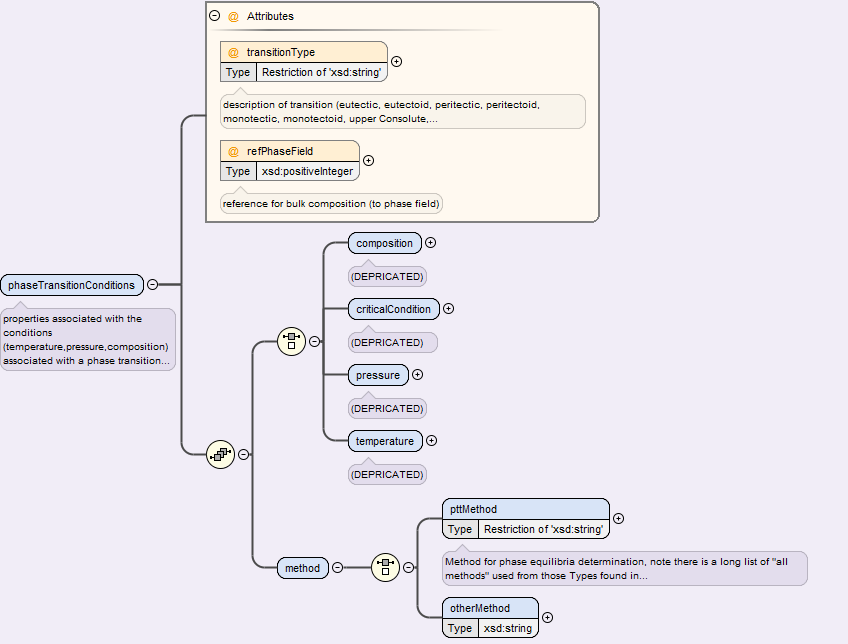 @ Attributes
@ transitionType
Type Restriction of 'xsd:string'
description of transition (eutectic, eutectoid, peritectic, peritectoid,
monotectic, monotectoid, upper Consolute,...
@ refPhaseField
Type xsd:positiveInteger
reference for bulk composition (to phase field)
phaseTransitionConditions
properties associated with the
conditions
(temperature,pressure,composition)
associated with a phase transition...
composition
(DEPRICATED)
criticalCondition
(DEPRICATED)
pressure
(DEPRICATED)
temperature
(DEPRICATED)
method
pttMethod
Type Restriction of 'xsd:string'
Method for phase equilibria determination, note there is a long list of "all
methods" used from those Types found in...
otherMethod
Type xsd:string